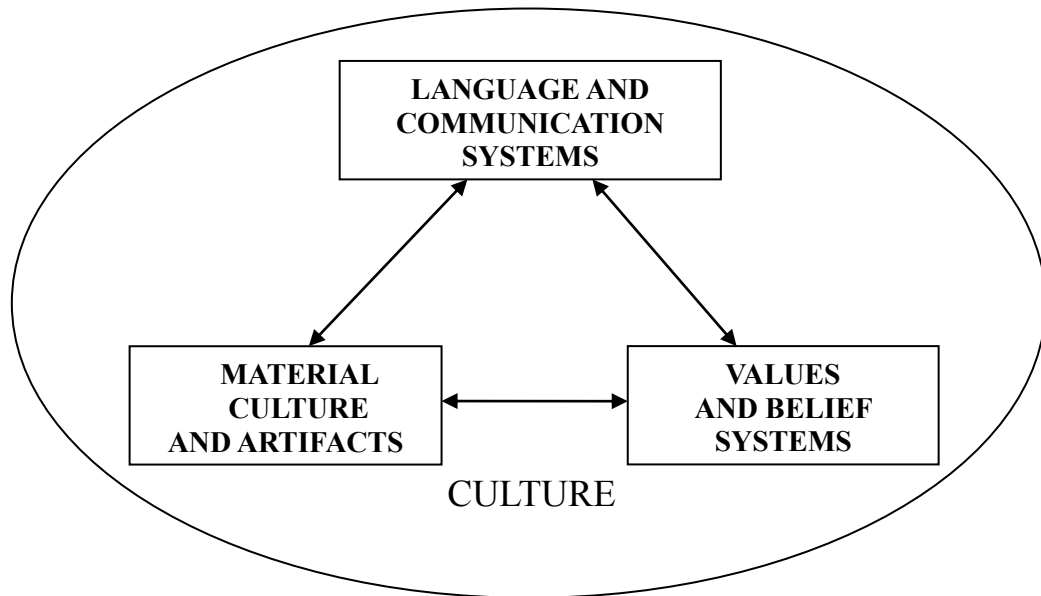 LANGUAGE AND
COMMUNICATION
SYSTEMS
MATERIAL
CULTURE
AND ARTIFACTS
VALUES
AND BELIEF
SYSTEMS
CULTURE